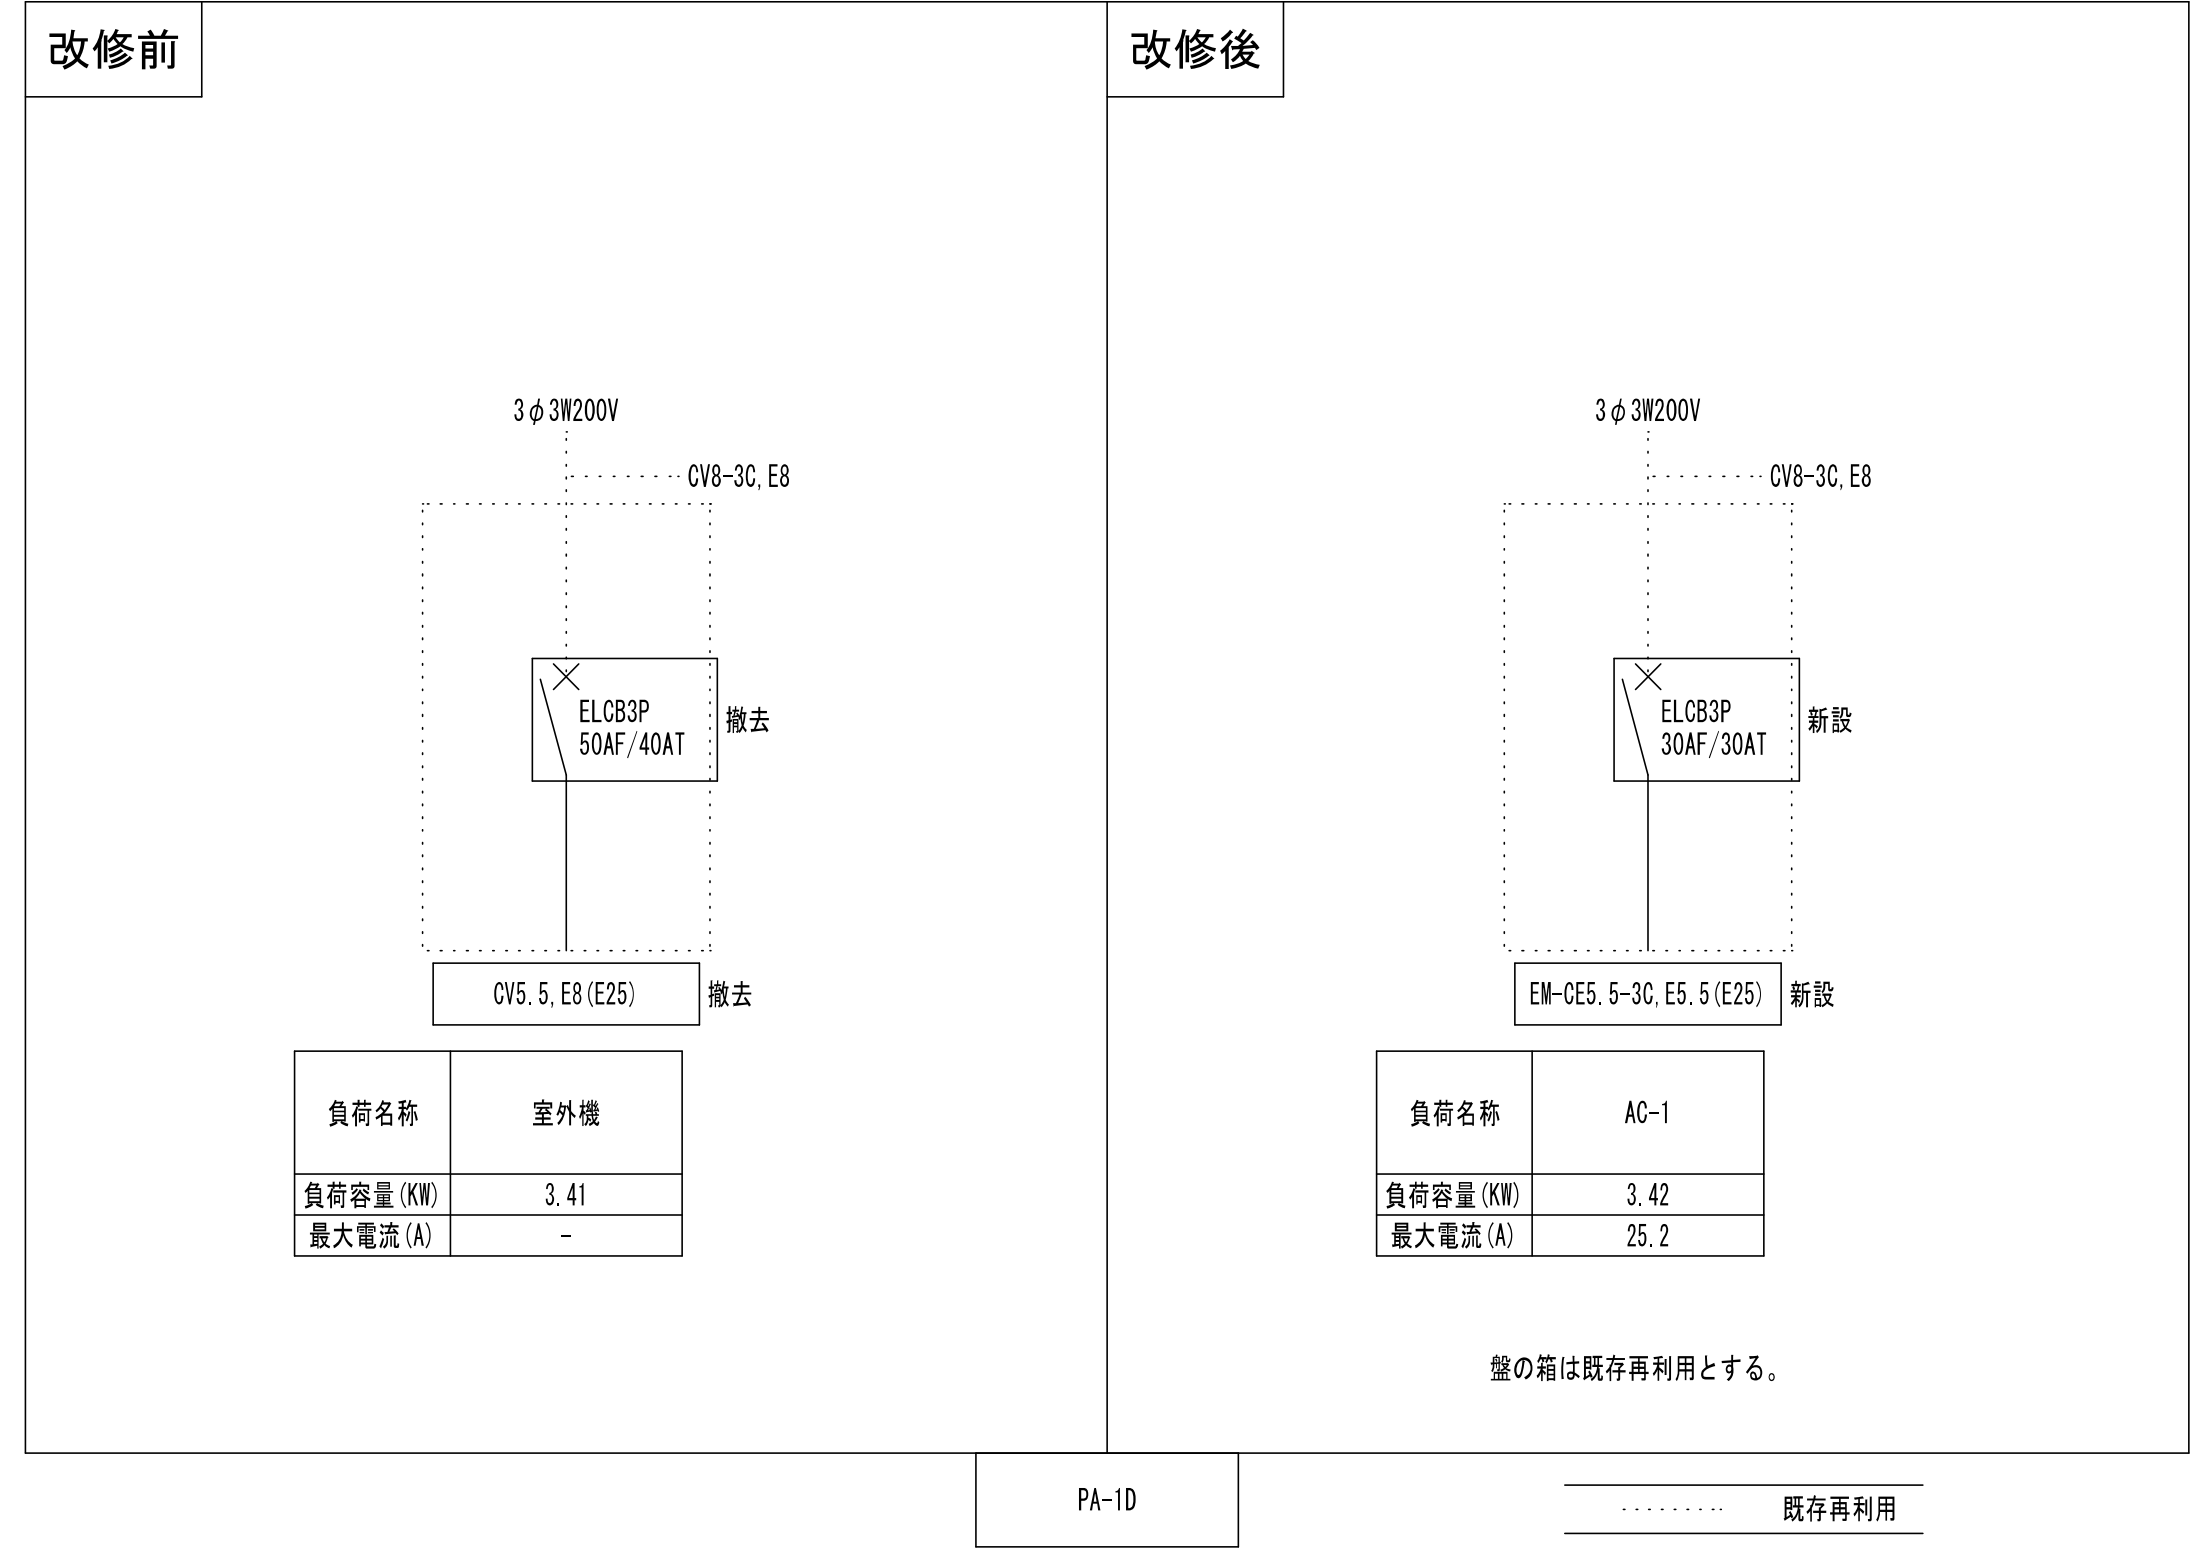 改修前
3φ3W200V
CV8-3C,E8
ELCB3P
50AF/40AT
撤去
CV5.5,E8(E25)
撤去
負荷名称 室外機
負荷容量(KW) 3.41
最大電流(A) -
改修後
3φ3W200V
CV8-3C,E8
ELCB3P
30AF/30AT
新設
EM-CE5.5-3C,E5.5(E25)
新設
負荷名称 AC-1
負荷容量(KW) 3.42
最大電流(A) 25.2
盤の箱は既存再利用とする。
PA-1D
既存再利用